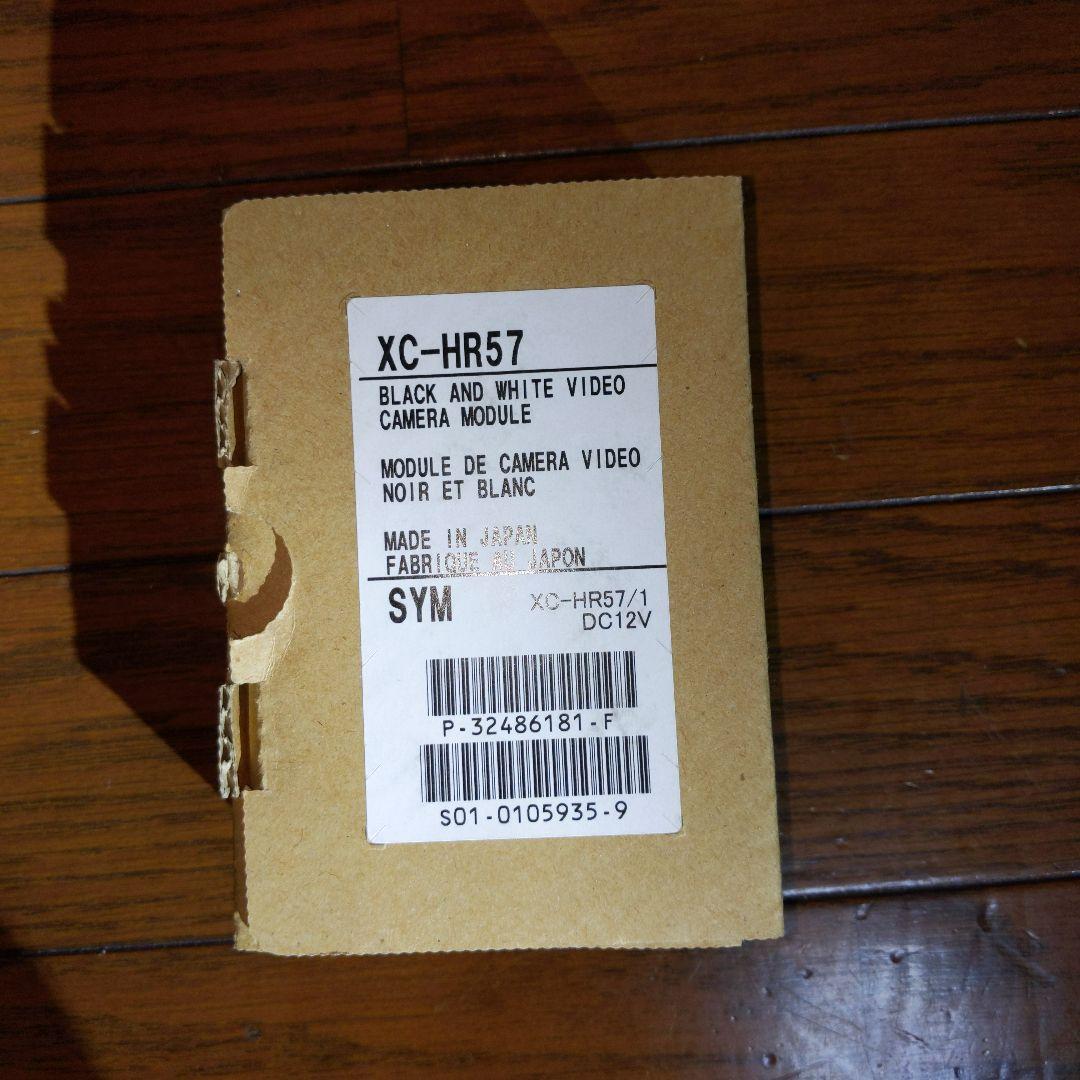 XC-HR57
BLACK AND WHITE VIDEO
CAMERA MODULE
MODULE DE CAMERA VIDEO
NOIR ET BLANC
MADE IN JAPAN
FABRIQUE AU JAPON
SYM XC-HR57/1
DC12V
P-32486181-F
S01-0105935-9